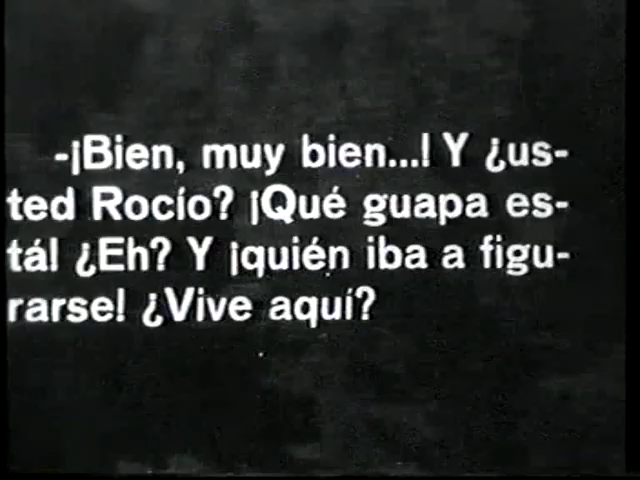 -¡Bien, muy bien...! Y ¿us-
ted Rocío? ¡Qué guapa es-
tá! ¿Eh? Y ¡quién iba a figu-
rarse! ¿Vive aquí?